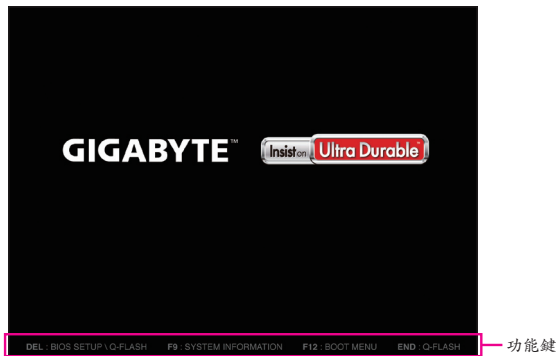 GIGABYTE™
Insist on Ultra Durable™
DEL : BIOS SETUP \ Q-FLASH F9 : SYSTEM INFORMATION F12 : BOOT MENU END : Q-FLASH
功能鍵